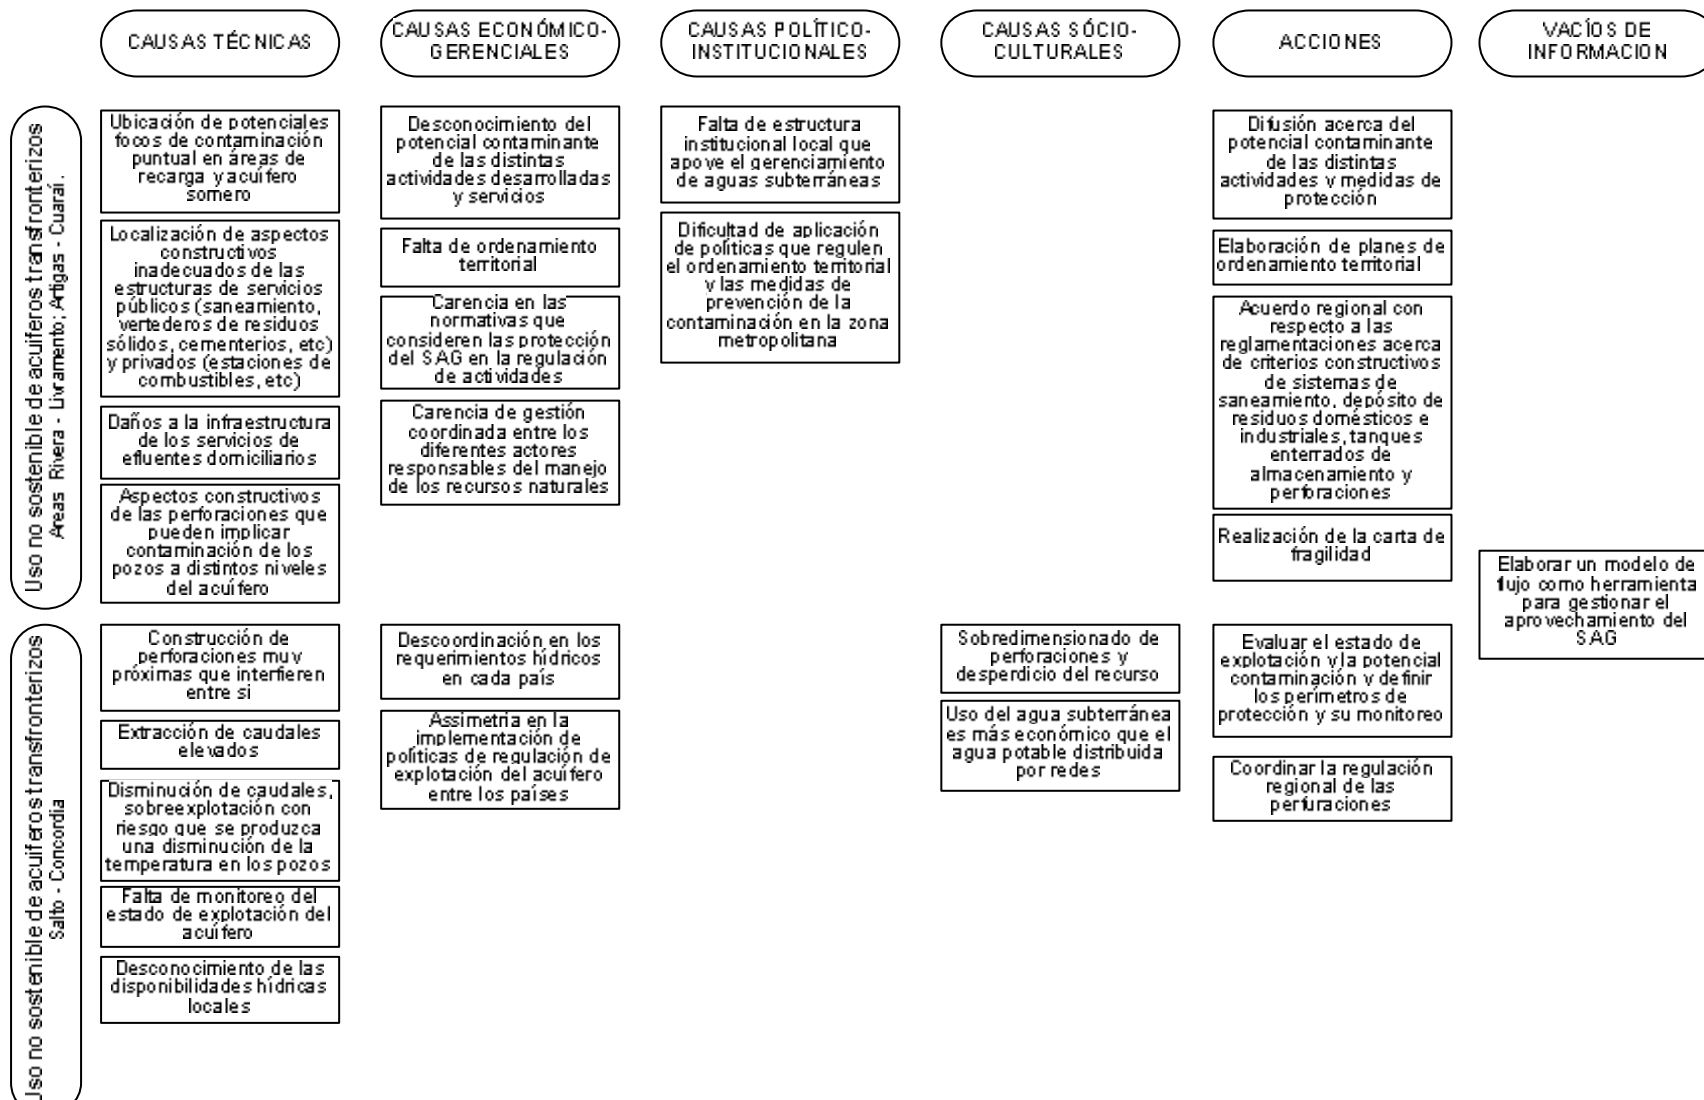 CAUSAS TÉCNICAS
CAUSAS ECONÓMICO-
GERENCIALES
CAUSAS POLÍTICO-
INSTITUCIONALES
CAUSAS SÓCIO-
CULTURALES
ACCIONES
VACÍOS DE
INFORMACION
Uso no sostenible de acuíferos transfronterizos
Areas Rivera - Livramento; Artigas - Cuaraí.
Ubicación de potenciales
focos de contaminación
puntual en áreas de
recarga y acuífero
somero
Localización de aspectos
constructivos
inadecuados de las
estructuras de servicios
públicos (saneamiento,
vertederos de residuos
sólidos, cementerios, etc)
y privados (estaciones de
combustibles, etc)
Daños a la infraestructura
de los servicios de
efluentes domiciliarios
Aspectos constructivos
de las perforaciones que
pueden implicar
contaminación de los
pozos a distintos niveles
del acuífero
Desconocimiento del
potencial contaminante
de las distintas
actividades desarrolladas
y servicios
Falta de ordenamiento
territorial
Carencia en las
normativas que
consideren las protección
del SAG en la regulación
de actividades
Carencia de gestión
coordinada entre los
diferentes actores
responsables del manejo
de los recursos naturales
Falta de estructura
institucional local que
apoye el gerenciamiento
de aguas subterráneas
Dificultad de aplicación
de políticas que regulen
el ordenamiento territorial
y las medidas de
prevención de la
contaminación en la zona
metropolitana
Difusión acerca del
potencial contaminante
de las distintas
actividades y medidas de
protección
Elaboración de planes de
ordenamiento territorial
Acuerdo regional con
respecto a las
reglamentaciones acerca
de criterios constructivos
de sistemas de
saneamiento, depósito de
residuos domésticos e
industriales, tanques
enterrados de
almacenamiento y
perforaciones
Realización de la carta de
fragilidad
Elaborar un modelo de
flujo como herramienta
para gestionar el
aprovechamiento del
SAG
Uso no sostenible de acuíferos transfronterizos
Salto - Concordia
Construcción de
perforaciones muy
próximas que interfieren
entre si
Extracción de caudales
elevados
Disminución de caudales,
sobreexplotación con
riesgo que se produzca
una disminución de la
temperatura en los pozos
Falta de monitoreo del
estado de explotación del
acuífero
Desconocimiento de las
disponibilidades hídricas
locales
Descoordinación en los
requerimientos hídricos
en cada país
Assimetria en la
implementación de
políticas de regulación de
explotación del acuífero
entre los países
Sobredimensionado de
perforaciones y
desperdicio del recurso
Uso del agua subterránea
es más económico que el
agua potable distribuida
por redes
Evaluar el estado de
explotación y la potencial
contaminación y definir
los perímetros de
protección y su monitoreo
Coordinar la regulación
regional de las
perfuraciones